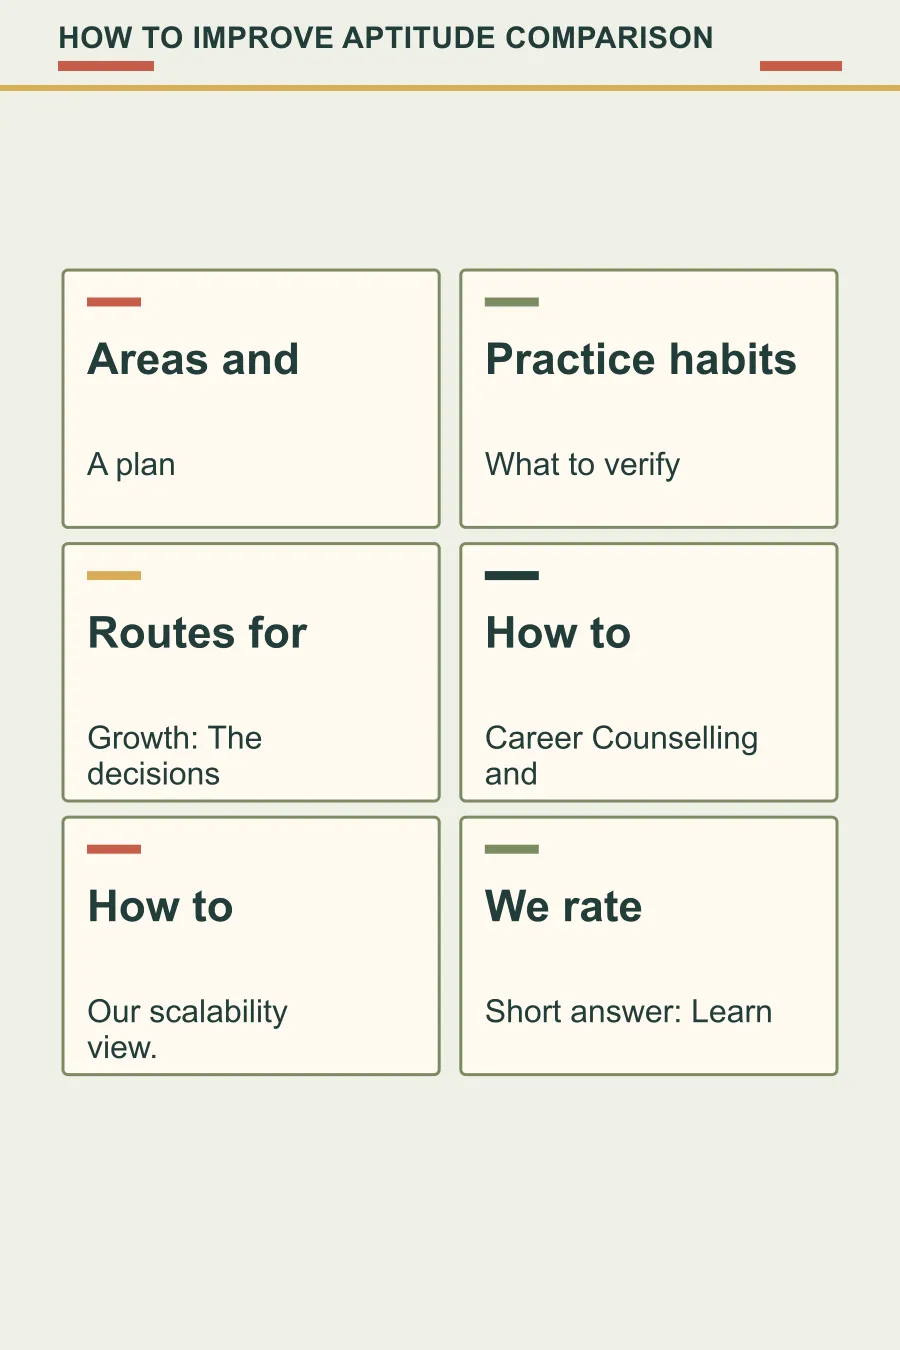 HOW TO IMPROVE APTITUDE COMPARISON
Areas and
A plan
Practice habits
What to verify
Routes for
Growth: The
decisions
How to
Career Counselling
and
How to
Our scalability
view.
We rate
Short answer: Learn